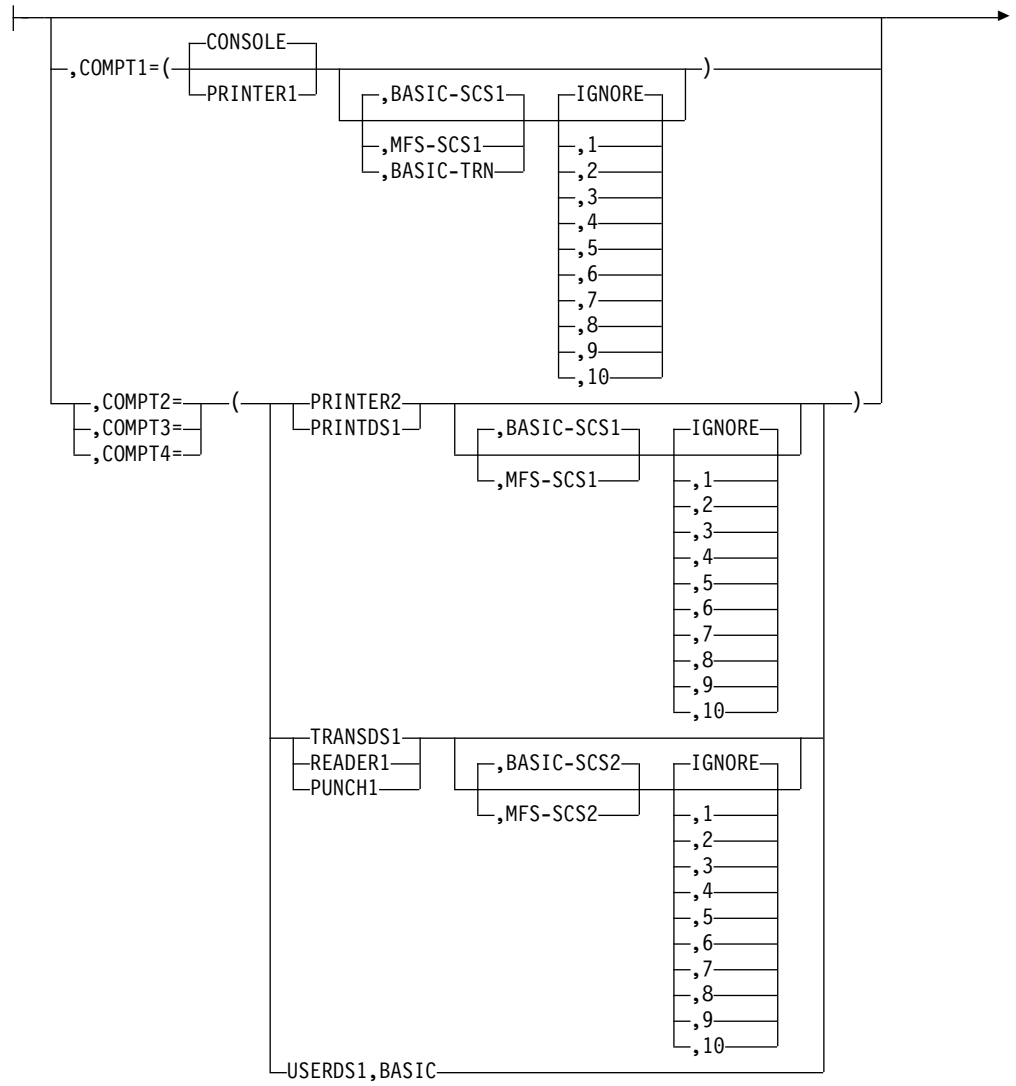 CONSOLE
,COMPT1=( )
PRINTER1 ,BASIC-SCS1 IGNORE
,MFS-SCS1 ,1
,BASIC-TRN ,2
,3
,4
,5
,6
,7
,8
,9
,10
,COMPT2= ( PRINTER2 )
,COMPT3= PRINTDS1 ,BASIC-SCS1 IGNORE
,COMPT4=
,MFS-SCS1 ,1
,2
,3
,4
,5
,6
,7
,8
,9
,10
TRANSDS1
READER1 ,BASIC-SCS2 IGNORE
PUNCH1
,MFS-SCS2 ,1
,2
,3
,4
,5
,6
,7
,8
,9
,10
USERDS1,BASIC